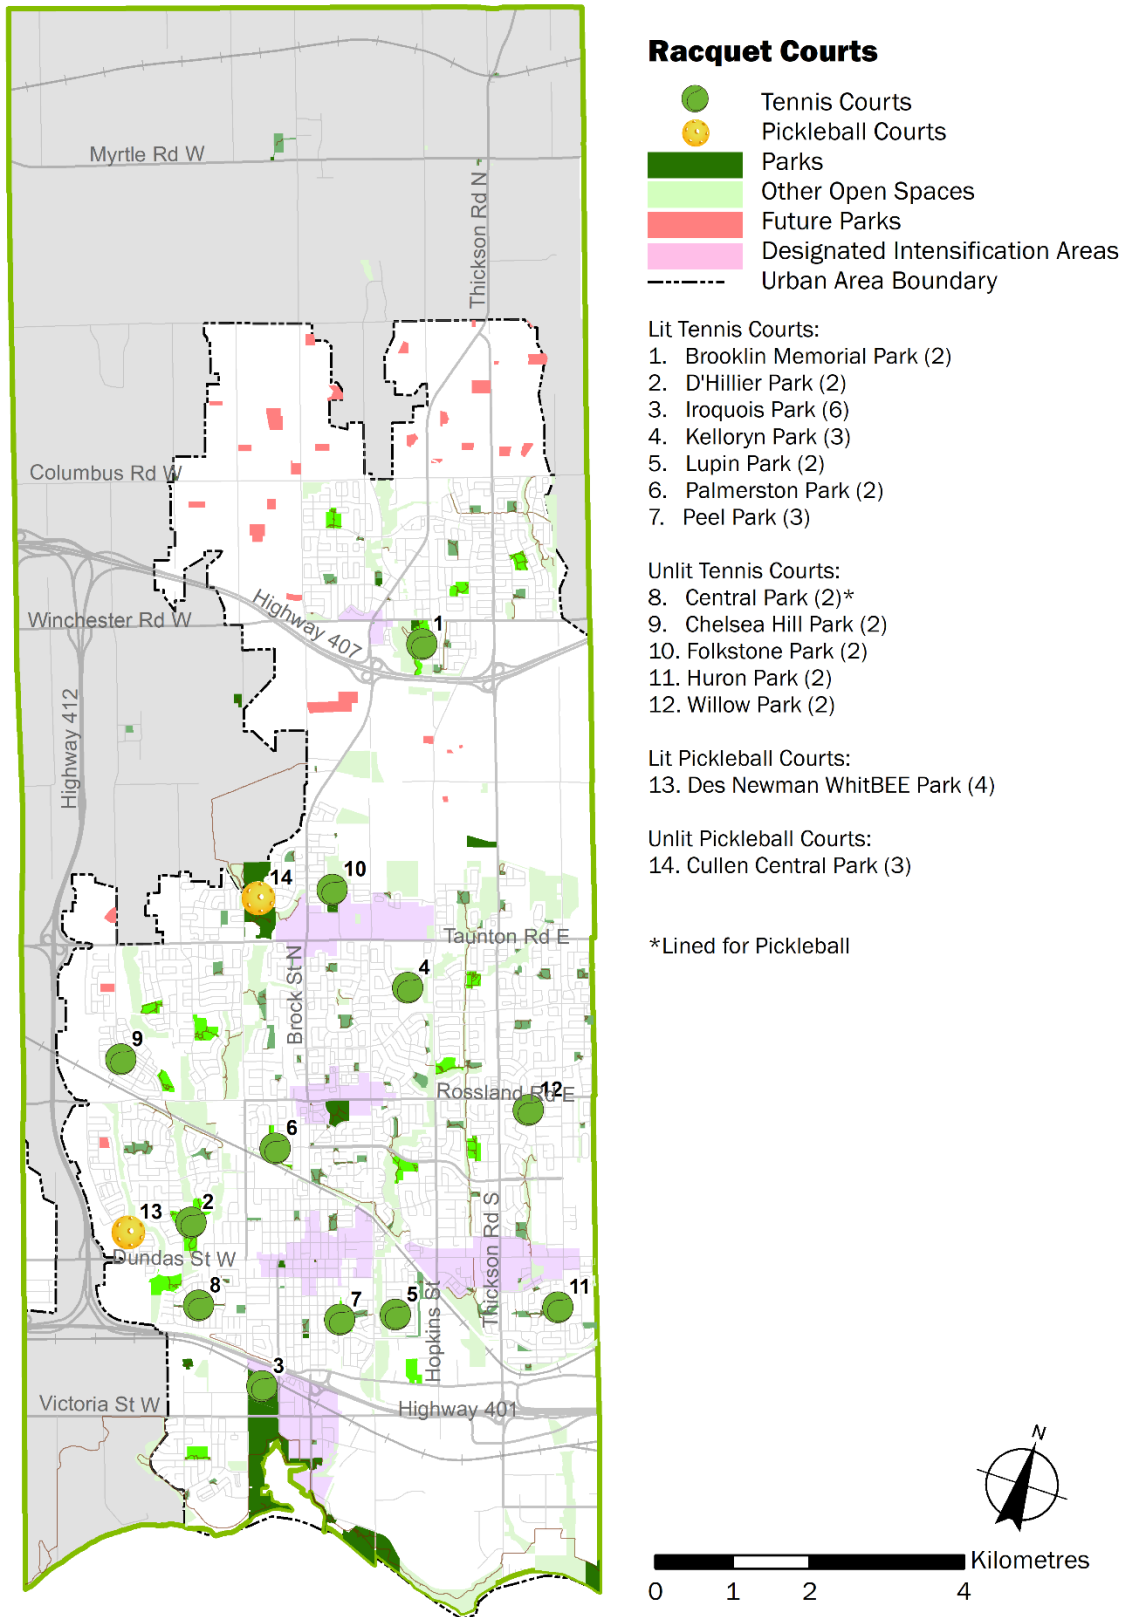 Racquet Courts
Tennis Courts
Pickleball Courts
Parks
Other Open Spaces
Future Parks
Designated Intensification Areas
Urban Area Boundary
Lit Tennis Courts:
1. Brooklin Memorial Park (2)
2. D'Hillier Park (2)
3. Iroquois Park (6)
4. Kelloryn Park (3)
5. Lupin Park (2)
6. Palmerston Park (2)
7. Peel Park (3)
Unlit Tennis Courts:
8. Central Park (2)*
9. Chelsea Hill Park (2)
10. Folkstone Park (2)
11. Huron Park (2)
12. Willow Park (2)
Lit Pickleball Courts:
13. Des Newman WhitBEE Park (4)
Unlit Pickleball Courts:
14. Cullen Central Park (3)
*Lined for Pickleball
Myrtle Rd W
Thickson Rd N
Columbus Rd W
Highway 407
Winchester Rd W
1
Highway 412
14
10
Taunton Rd E
4
Brock St N
9
Rossland Rd E
12
6
13
2
Thickson Rd S
Dundas St W
8
7
5
11
Hopkins St
3
Victoria St W
Highway 401
N
Kilometres
0 1 2 4